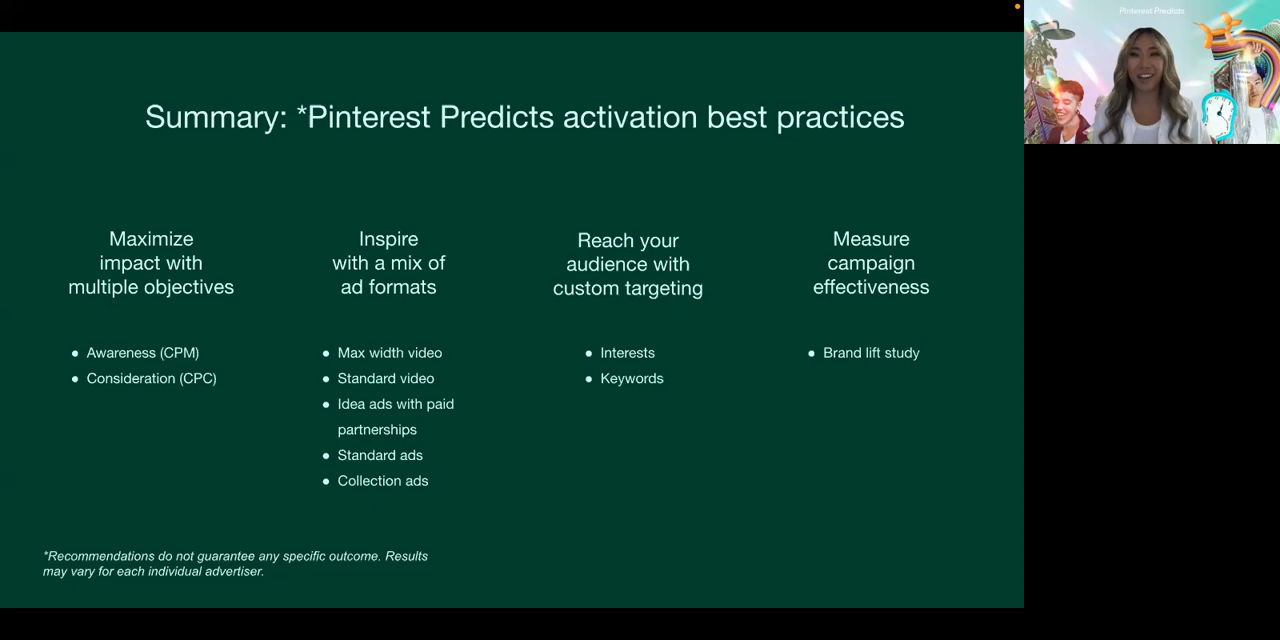 Pinterest Predicts
Summary: *Pinterest Predicts activation best practices
Maximize
impact with
multiple objectives
● Awareness (CPM)
● Consideration (CPC)
Inspire
with a mix of
ad formats
● Max width video
● Standard video
● Idea ads with paid
partnerships
● Standard ads
● Collection ads
Reach your
audience with
custom targeting
● Interests
● Keywords
Measure
campaign
effectiveness
● Brand lift study
*Recommendations do not guarantee any specific outcome. Results
may vary for each individual advertiser.